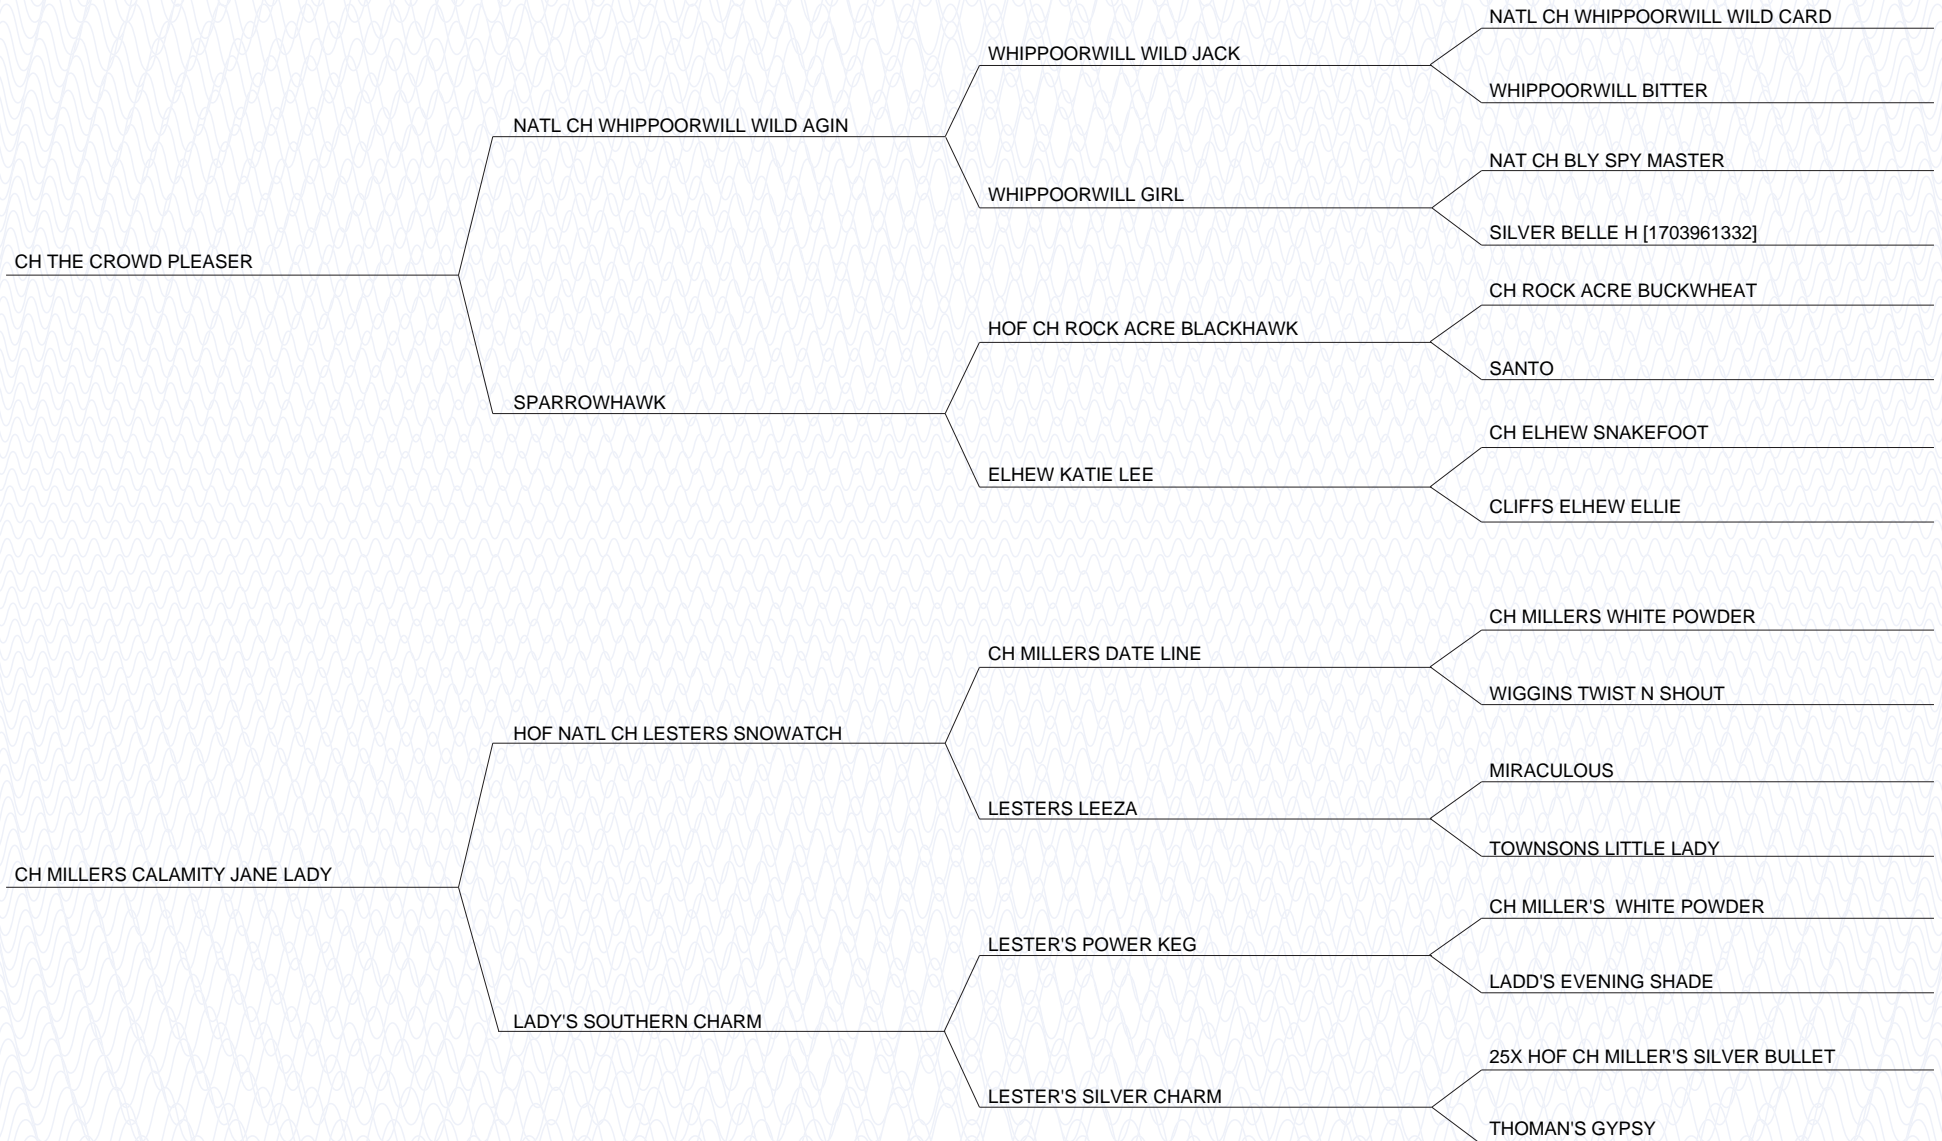 NATL CH WHIPPOORWILL WILD CARD
WHIPPOORWILL WILD JACK
WHIPPOORWILL BITTER
NATL CH WHIPPOORWILL WILD AGIN
NAT CH BLY SPY MASTER
WHIPPOORWILL GIRL
SILVER BELLE H [1703961332]
CH THE CROWD PLEASER
CH ROCK ACRE BUCKWHEAT
HOF CH ROCK ACRE BLACKHAWK
SANTO
SPARROWHAWK
CH ELHEW SNAKEFOOT
ELHEW KATIE LEE
CLIFFS ELHEW ELLIE
CH MILLERS WHITE POWDER
CH MILLERS DATE LINE
WIGGINS TWIST N SHOUT
HOF NATL CH LESTERS SNOWATCH
MIRACULOUS
LESTERS LEEZA
TOWNSONS LITTLE LADY
CH MILLERS CALAMITY JANE LADY
CH MILLER'S  WHITE POWDER
LESTER'S POWER KEG
LADD'S EVENING SHADE
LADY'S SOUTHERN CHARM
25X HOF CH MILLER'S SILVER BULLET
LESTER'S SILVER CHARM
THOMAN'S GYPSY